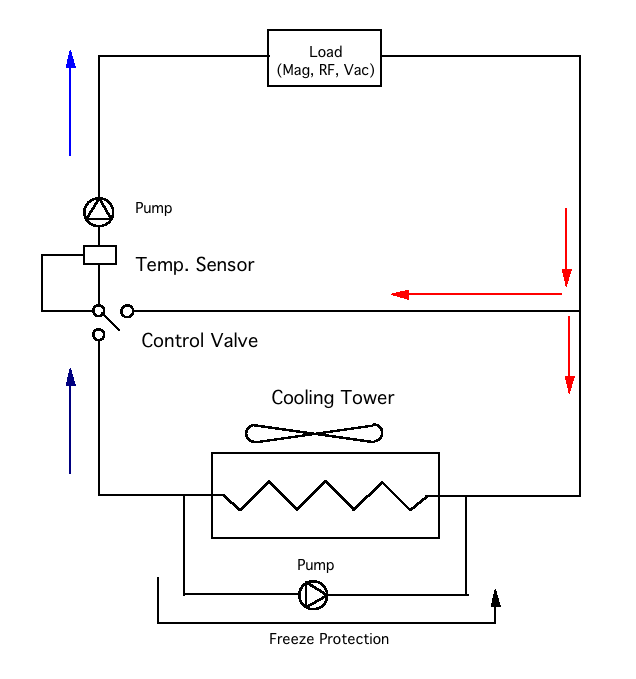 Load
(Mag, RF, Vac)
Pump
Temp. Sensor
Control Valve
Cooling Tower
Pump
Freeze Protection